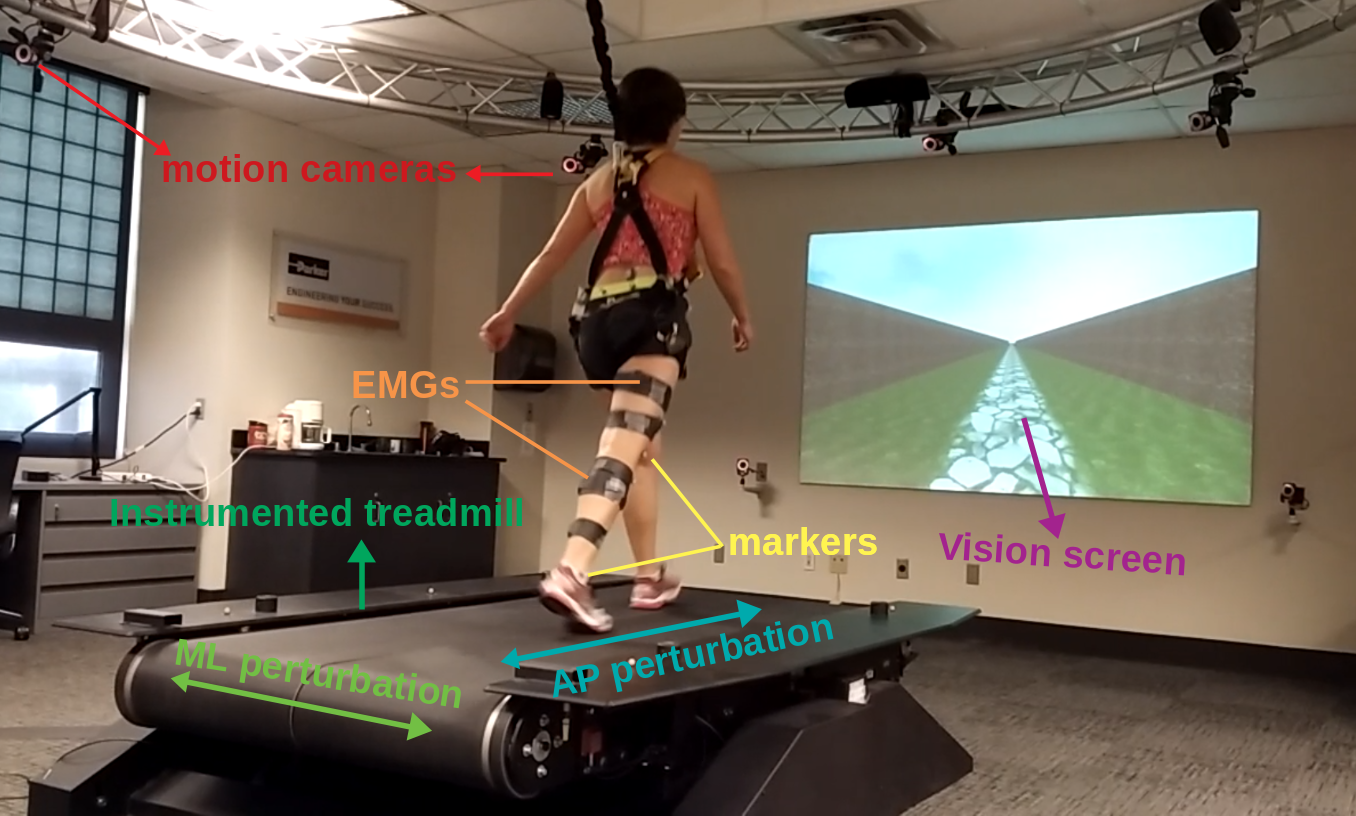 motion cameras
Parker
ENGINEERING YOUR SUCCESS.
EMGs
Instrumented treadmill
markers
Vision screen
ML perturbation
AP perturbation